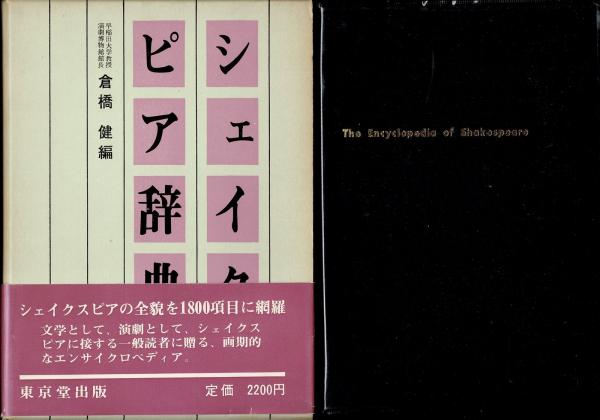 シェイク
ピア辞典
早稲田大学教授
演劇博物館館長
倉橋 健 編
シェイクスピアの全貌を1800項目に網羅
文学として、演劇として、シェイクス
ピアに接する一般読者に贈る、画期的
なエンサイクロペディア。
東京堂出版
定価 2200円
The Encyclopedia of Shakespeare